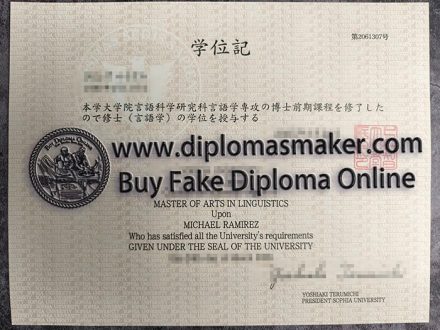 第2061307号
学位記
本学大学院言語科学研究科言語学専攻の博士前期課程を修了した
ので修士（言語学）の学位を授与する
www.diplomasmaker.com
Buy Fake Diploma Online
MASTER OF ARTS IN LINGUISTICS
Upon
MICHAEL RAMIREZ
Who has satisfied all the University's requirements
GIVEN UNDER THE SEAL OF THE UNIVERSITY
YOSHIAKI TERUMICHI
PRESIDENT SOPHIA UNIVERSITY